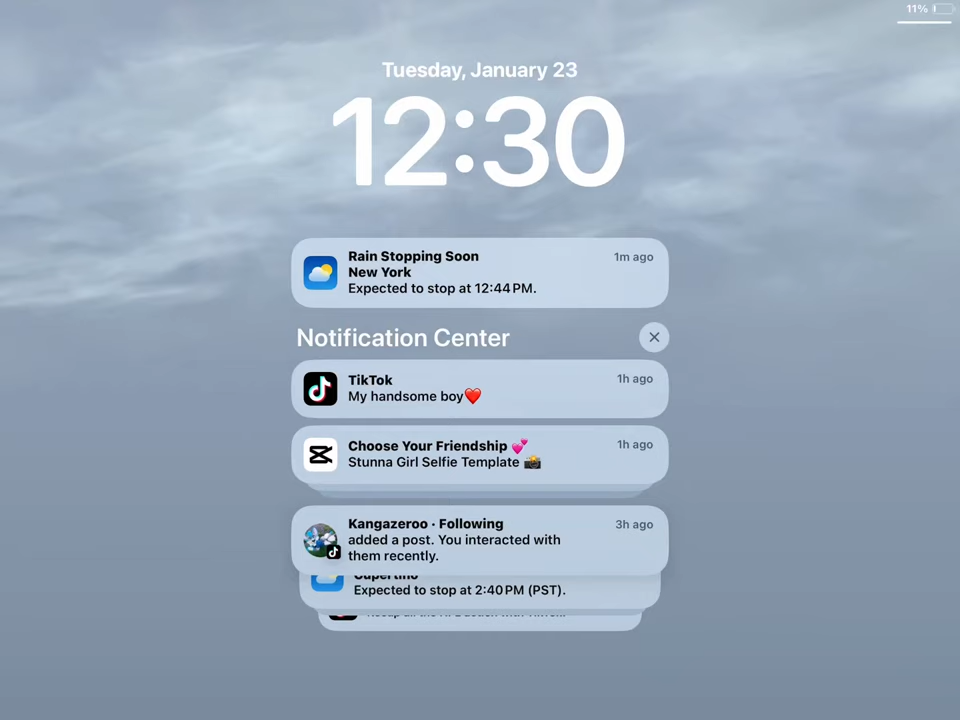 11%
Tuesday, January 23
12:30
Rain Stopping Soon
1m ago
New York
Expected to stop at 12:44 PM.
Notification Center
TikTok
1h ago
My handsome boy❤️
Choose Your Friendship 💕
1h ago
Stunna Girl Selfie Template 📸
Kangazeroo · Following
3h ago
added a post. You interacted with
them recently.
Cupertino
Expected to stop at 2:40 PM (PST).